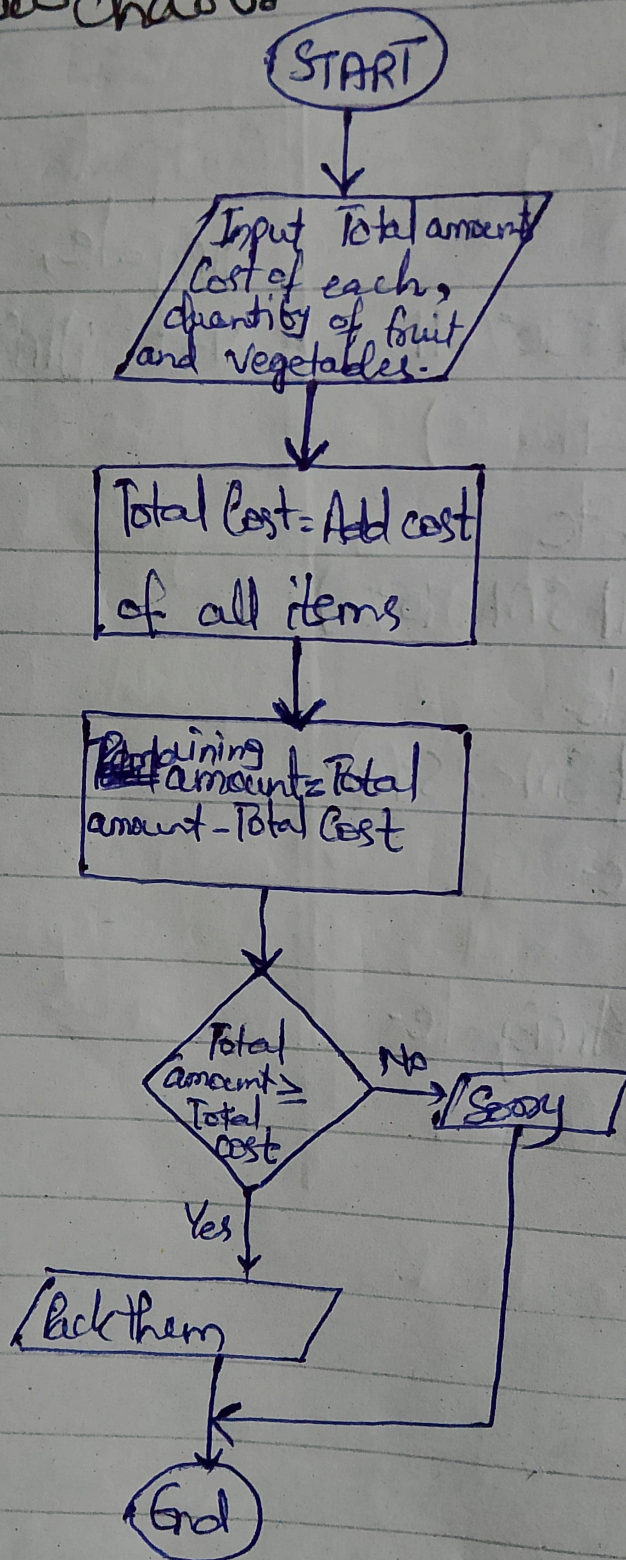 START
Input Total amount
Cost of each,
quantity of fruit
and vegetables.
Total Cost = Add cost
of all items
Remaining
amount = Total
amount - Total Cost
Total
amount ≥
Total
cost
No
Sorry
Yes
Pack them
End